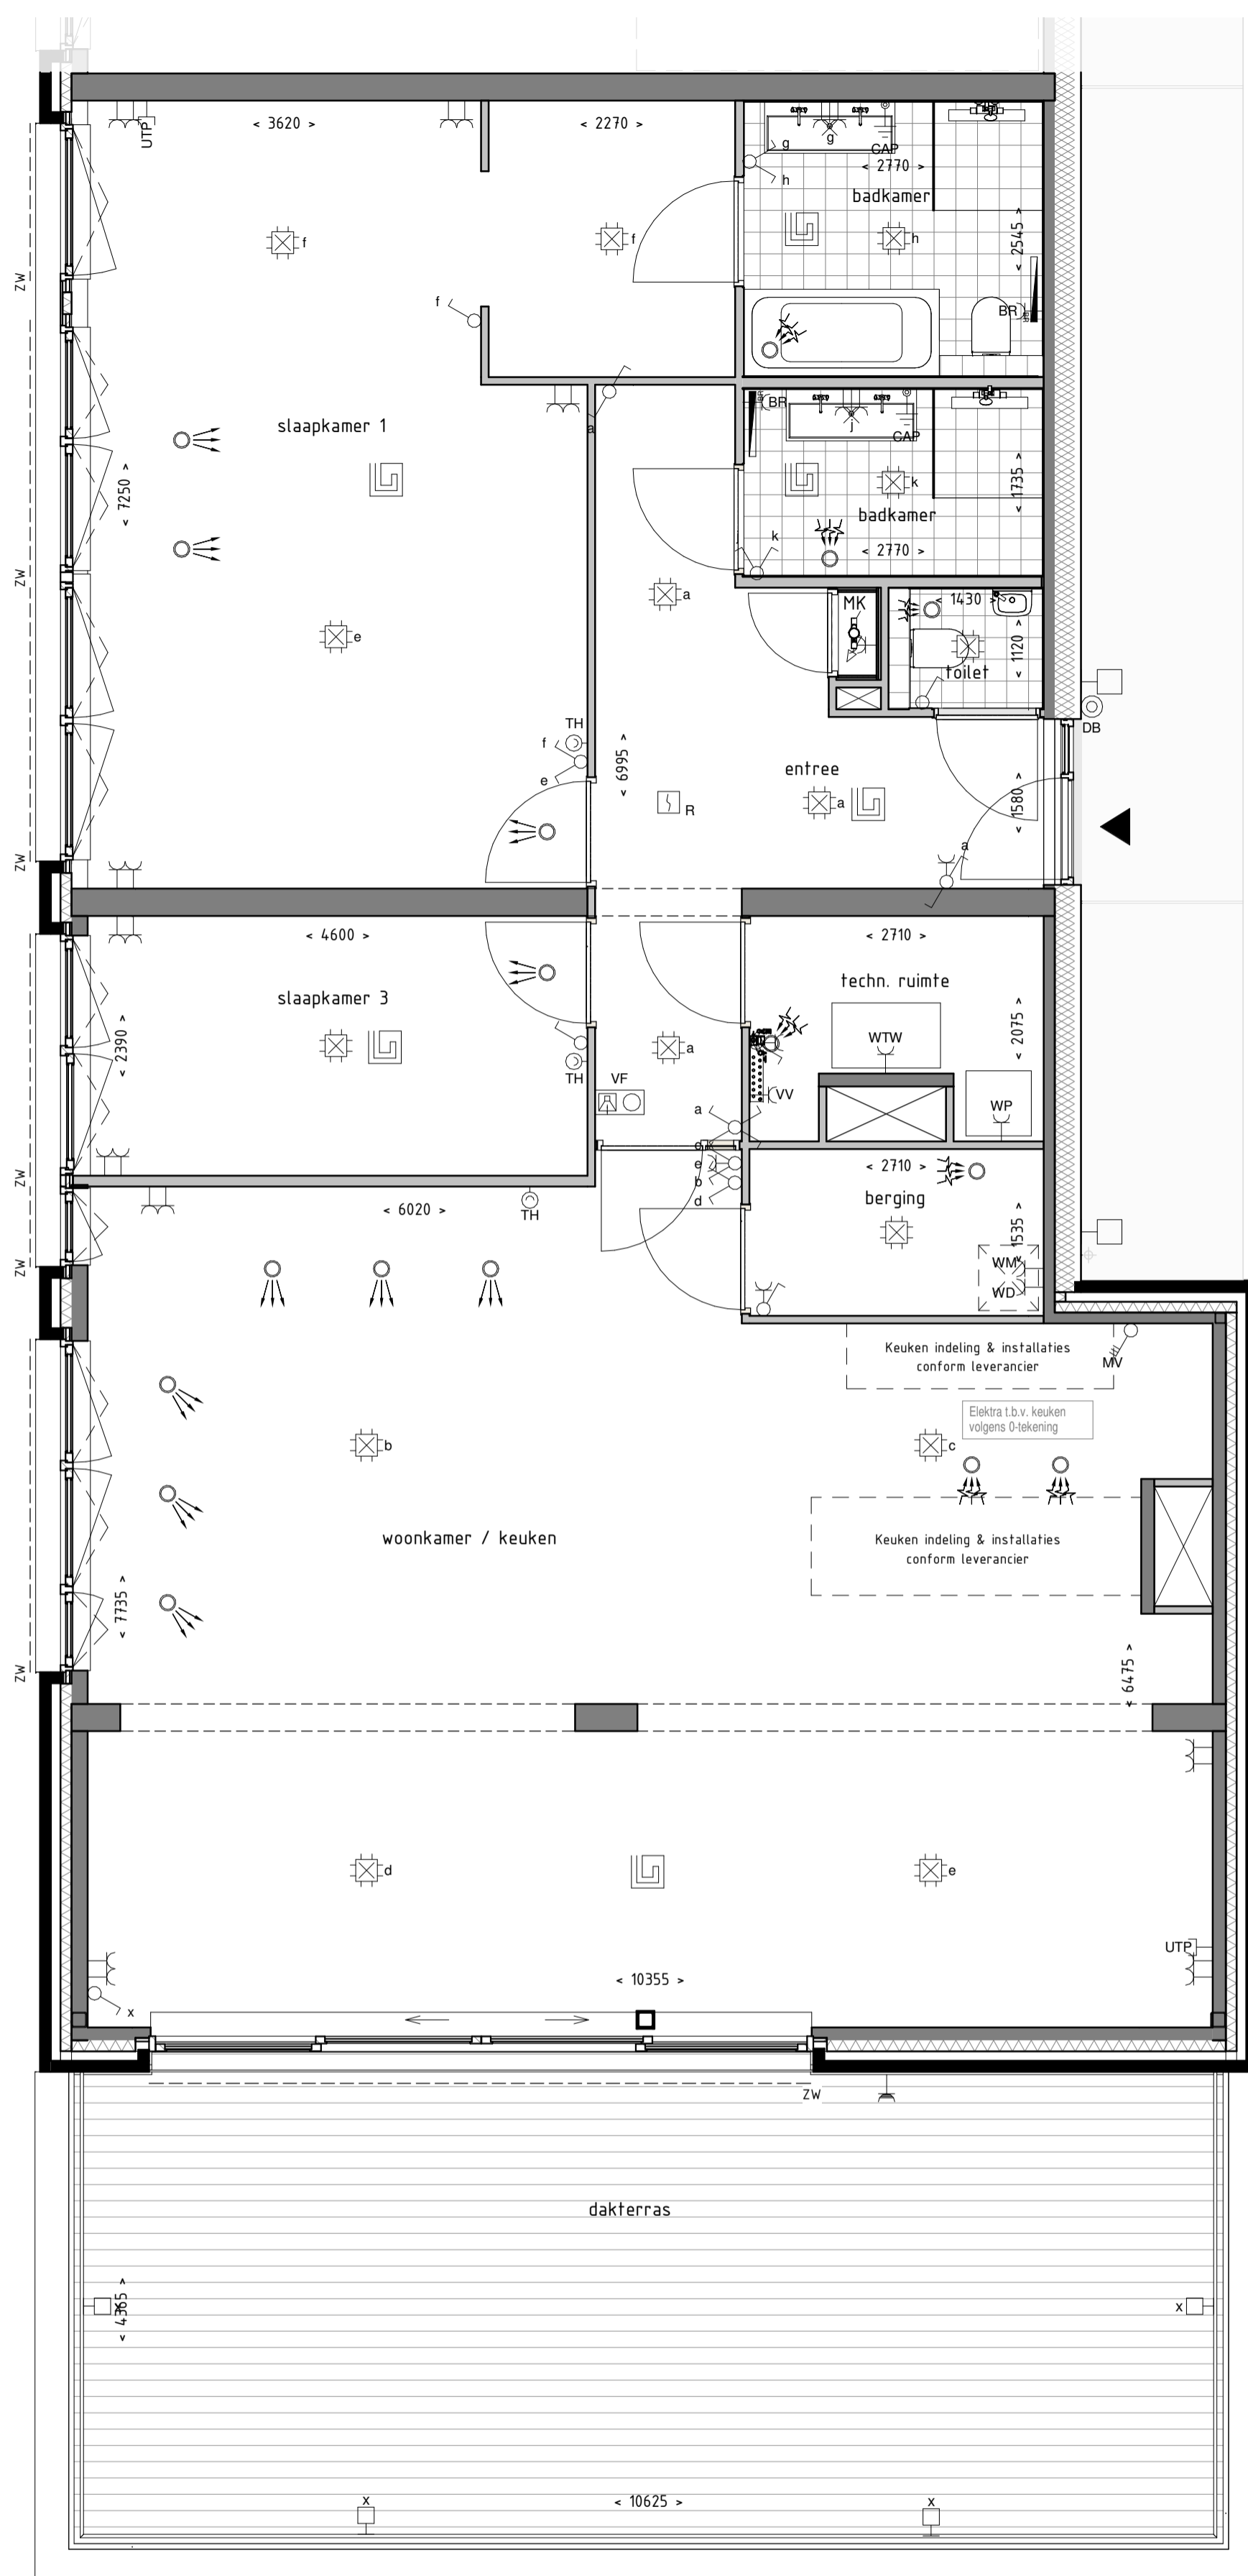 UTP
< 3620 >
< 2270 >
g
h
g
CAP
< 2770 >
badkamer
f
f
h
< 2545 >
ZW
f
BR
BR
a
j
CAP
slaapkamer 1
< 7250 >
k
< 1735 >
badkamer
k
< 2770 >
ZW
a
MK
< 1430 >
e
< 1120 >
toilet
TH
f
e
< 6995 >
DB
entree
R
a
< 1580 >
a
ZW
< 4600 >
< 2710 >
techn. ruimte
slaapkamer 3
< 2390 >
a
WTW
< 2075 >
TH
VF
VV
WP
a
c
e
b
d
ZW
< 2710 >
berging
< 6020 >
TH
< 1535 >
WM
WD
ZW
Keuken indeling & installaties
conform leverancier
MV
Elektra t.b.v. keuken
volgens 0-tekening
b
c
woonkamer / keuken
Keuken indeling & installaties
conform leverancier
< 7735 >
ZW
< 6475 >
d
e
UTP
< 10355 >
x
ZW
dakterras
< 4365 >
x
x
x
< 10625 >
x